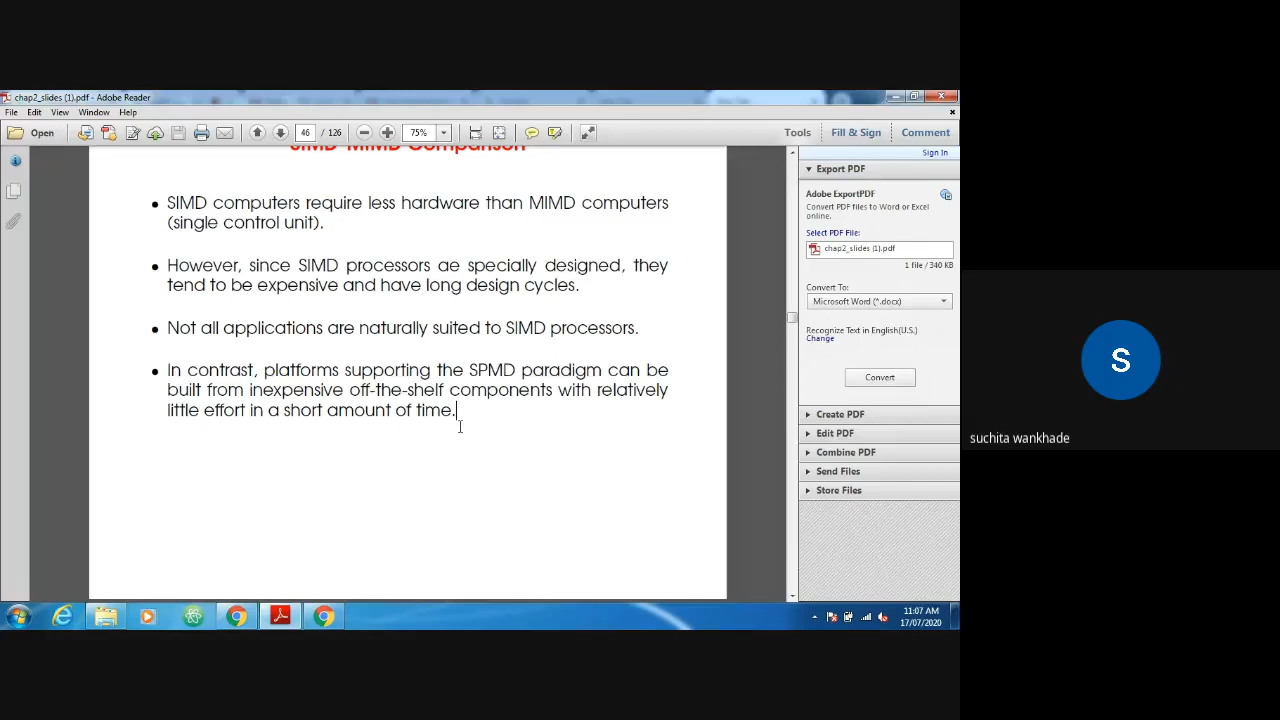 chap2_slides (1).pdf - Adobe Reader
File Edit View Window Help
Open 46 / 126 75% Tools Fill & Sign Comment
Sign In
SIMD-MIMD Comparison
• SIMD computers require less hardware than MIMD computers
(single control unit).
• However, since SIMD processors ae specially designed, they
tend to be expensive and have long design cycles.
• Not all applications are naturally suited to SIMD processors.
• In contrast, platforms supporting the SPMD paradigm can be
built from inexpensive off-the-shelf components with relatively
little effort in a short amount of time.
Export PDF
Adobe ExportPDF
Convert PDF files to Word or Excel
online.
Select PDF File:
chap2_slides (1).pdf
1 file / 340 KB
Convert To:
Microsoft Word (*.docx)
Recognize Text in English(U.S.)
Change
Convert
Create PDF
Edit PDF
Combine PDF
Send Files
Store Files
S
suchita wankhade
11:07 AM
17/07/2020